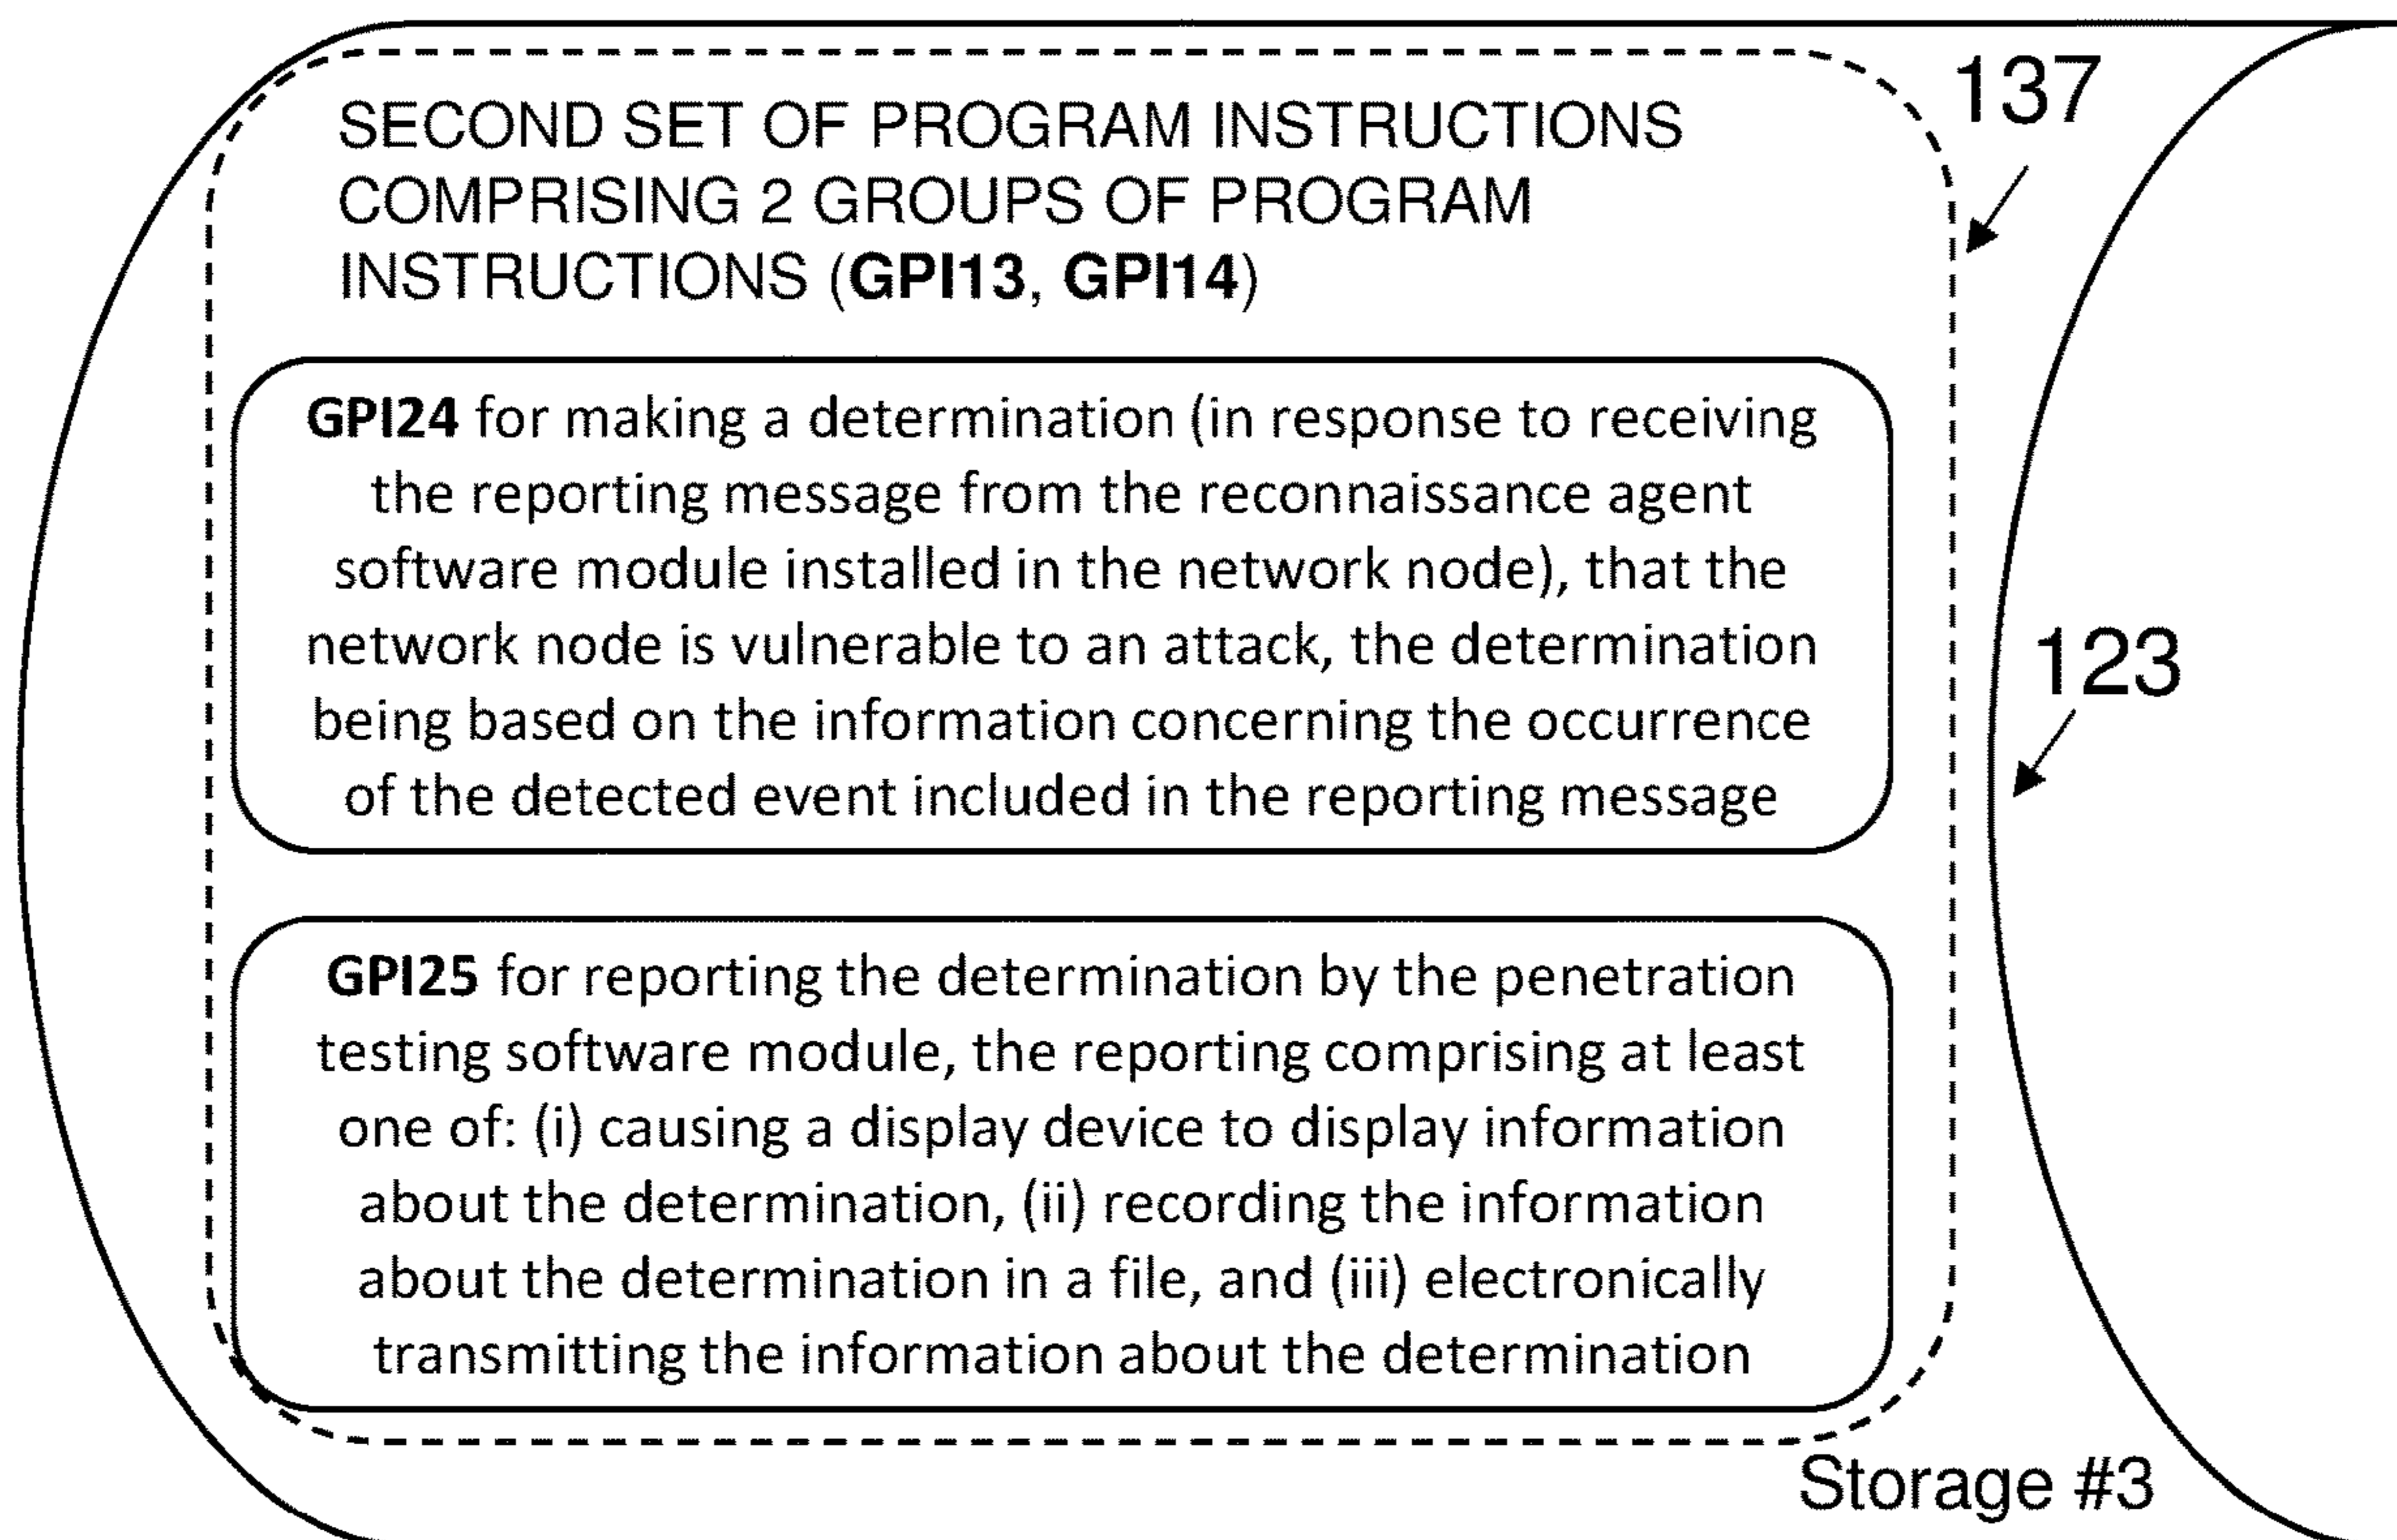 SECOND SET OF PROGRAM INSTRUCTIONS
COMPRISING 2 GROUPS OF PROGRAM
INSTRUCTIONS (GPI13, GPI14)
137
GPI24 for making a determination (in response to receiving
the reporting message from the reconnaissance agent
software module installed in the network node), that the
network node is vulnerable to an attack, the determination
being based on the information concerning the occurrence
of the detected event included in the reporting message
123
GPI25 for reporting the determination by the penetration
testing software module, the reporting comprising at least
one of: (i) causing a display device to display information
about the determination, (ii) recording the information
about the determination in a file, and (iii) electronically
transmitting the information about the determination
Storage #3